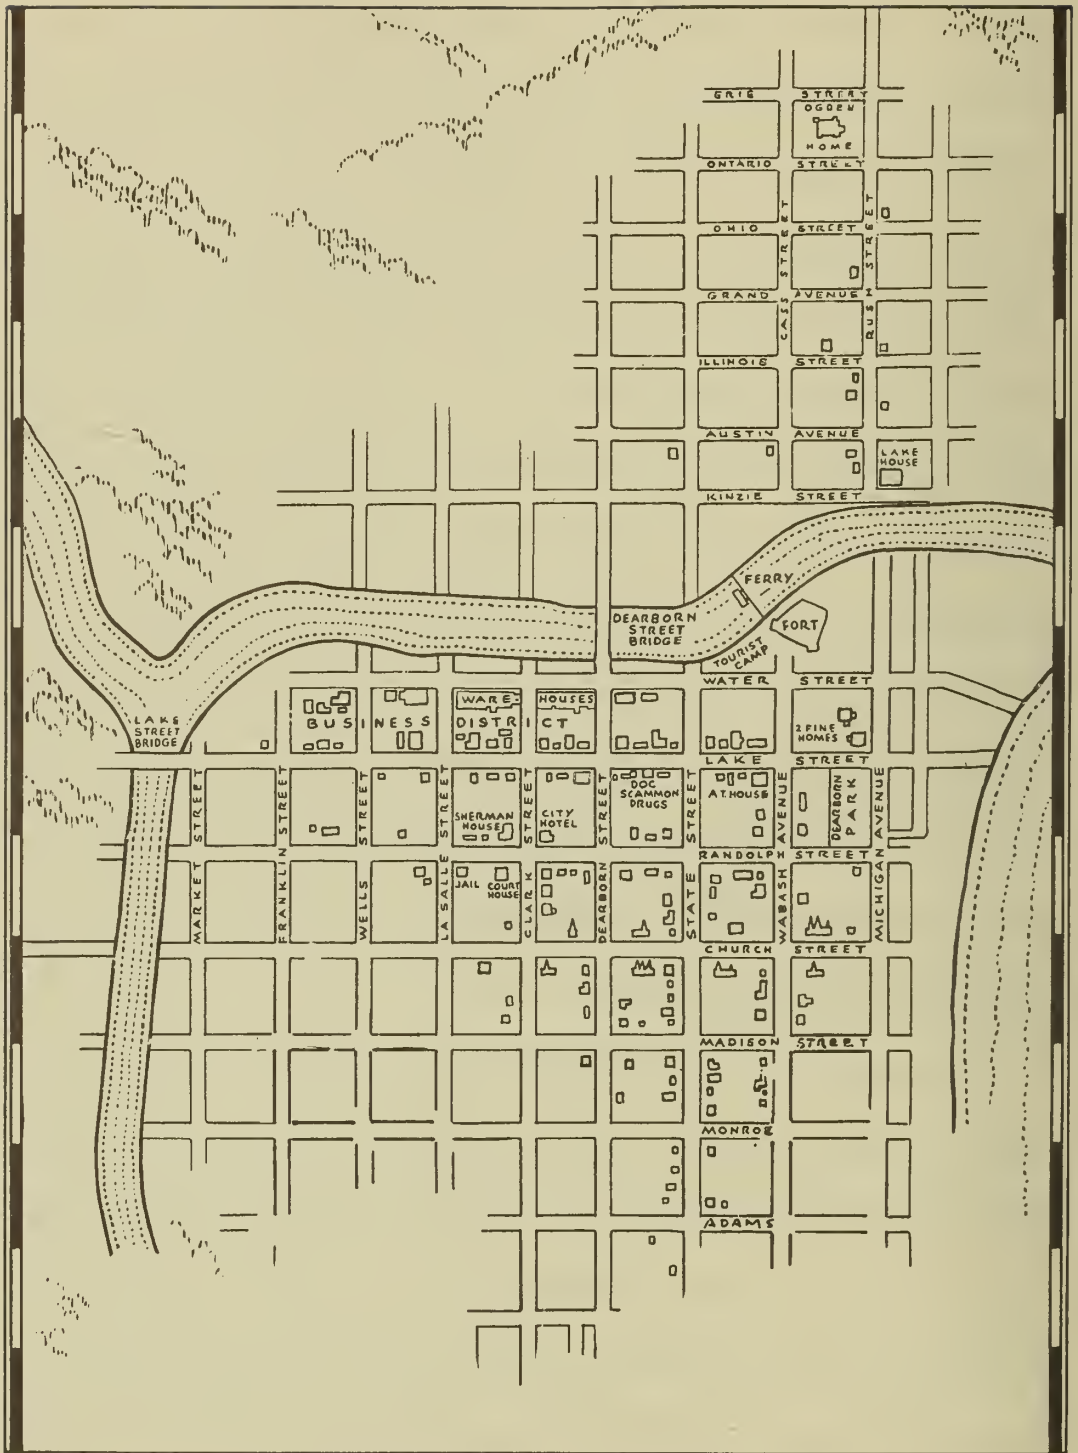 ERIE STREET
OGDEN
HOME
ONTARIO STREET
OHIO STREET
CASS STREET
RUSH STREET
GRAND AVENUE
ILLINOIS STREET
AUSTIN AVENUE
LAKE
HOUSE
KINZIE STREET
FERRY
DEARBORN
STREET
BRIDGE
FORT
TOURIST
CAMP
WATER STREET
WARE HOUSES
BUSINESS DISTRICT
2 FINE
HOMES
LAKE
STREET
BRIDGE
LAKE STREET
MARKET STREET
FRANKLIN STREET
WELLS STREET
LA SALLE STREET
CLARK STREET
DEARBORN STREET
STATE STREET
WABASH AVENUE
MICHIGAN AVENUE
SHERMAN
HOUSE
CITY
HOTEL
DOC
SCAMMON
DRUGS
A.T. HOUSE
DEARBORN
PARK
RANDOLPH STREET
JAIL
COURT
HOUSE
CHURCH STREET
MADISON STREET
MONROE
ADAMS